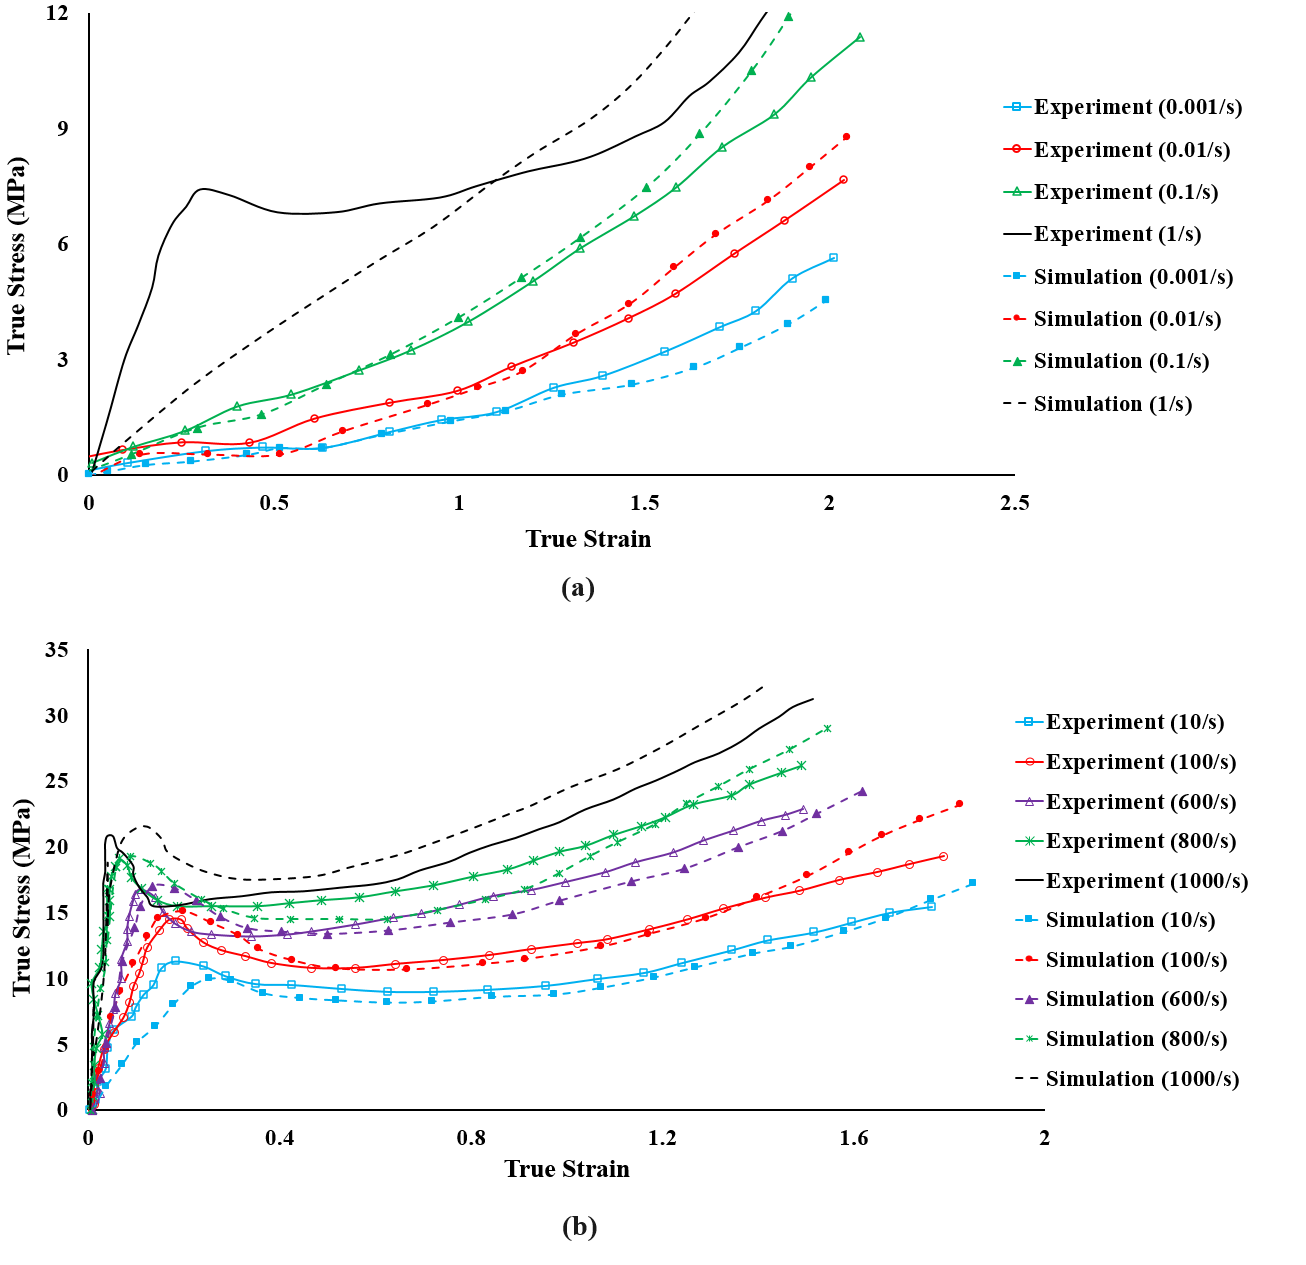 12
9
6
3
0
True Stress (MPa)
0 0.5 1 1.5 2 2.5
True Strain
Experiment (0.001/s)
Experiment (0.01/s)
Experiment (0.1/s)
Experiment (1/s)
Simulation (0.001/s)
Simulation (0.01/s)
Simulation (0.1/s)
Simulation (1/s)
(a)
35
30
25
20
15
10
5
0
True Stress (MPa)
0 0.4 0.8 1.2 1.6 2
True Strain
Experiment (10/s)
Experiment (100/s)
Experiment (600/s)
Experiment (800/s)
Experiment (1000/s)
Simulation (10/s)
Simulation (100/s)
Simulation (600/s)
Simulation (800/s)
Simulation (1000/s)
(b)